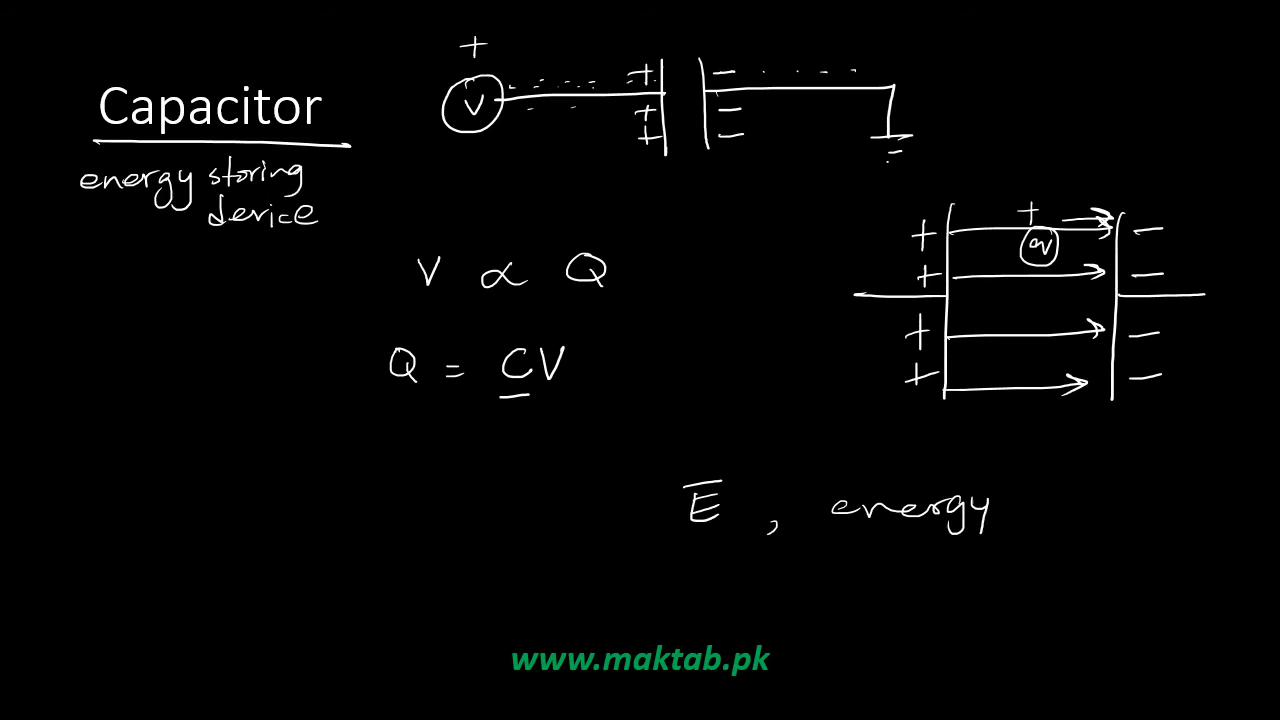 Capacitor
energy storing
device
+
V
+ −
+ −
+ −
V ∝ Q
Q = CV
+
q
+ −
+ −
+ −
+ −
E , energy
www.maktab.pk